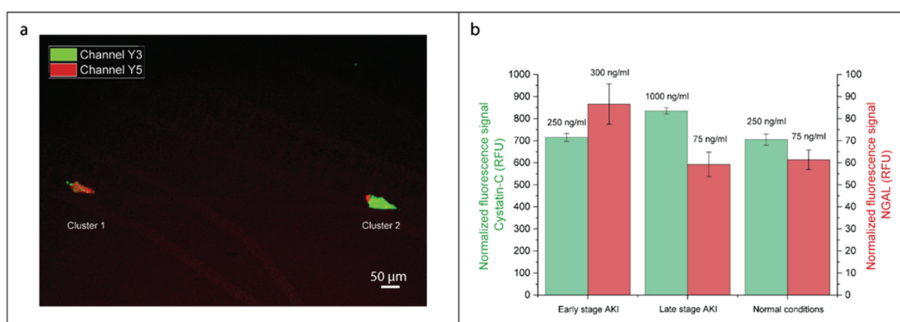 a
Channel Y3
Channel Y5
Cluster 1
Cluster 2
50 µm
b
Normalized fluorescence signal
Cystatin-C (RFU)
1000
900
800
700
600
500
400
300
200
100
0
250 ng/ml
300 ng/ml
1000 ng/ml
75 ng/ml
250 ng/ml
75 ng/ml
Early stage AKI
Late stage AKI
Normal conditions
100
90
80
70
60
50
40
30
20
10
0
Normalized fluorescence signal
NGAL (RFU)